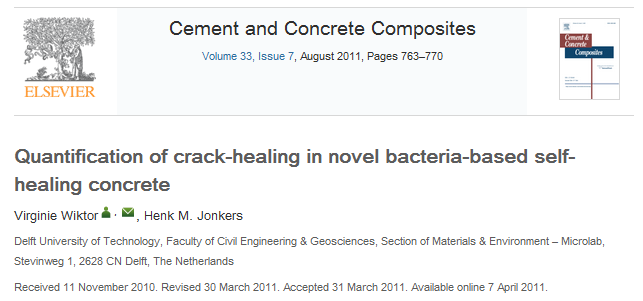 Cement and Concrete Composites
Volume 33, Issue 7, August 2011, Pages 763–770
ELSEVIER
Cement &
Concrete
Composites
Quantification of crack-healing in novel bacteria-based self-
healing concrete
Virginie Wiktor · , Henk M. Jonkers
Delft University of Technology, Faculty of Civil Engineering & Geosciences, Section of Materials & Environment – Microlab,
Stevinweg 1, 2628 CN Delft, The Netherlands
Received 11 November 2010. Revised 30 March 2011. Accepted 31 March 2011. Available online 7 April 2011.